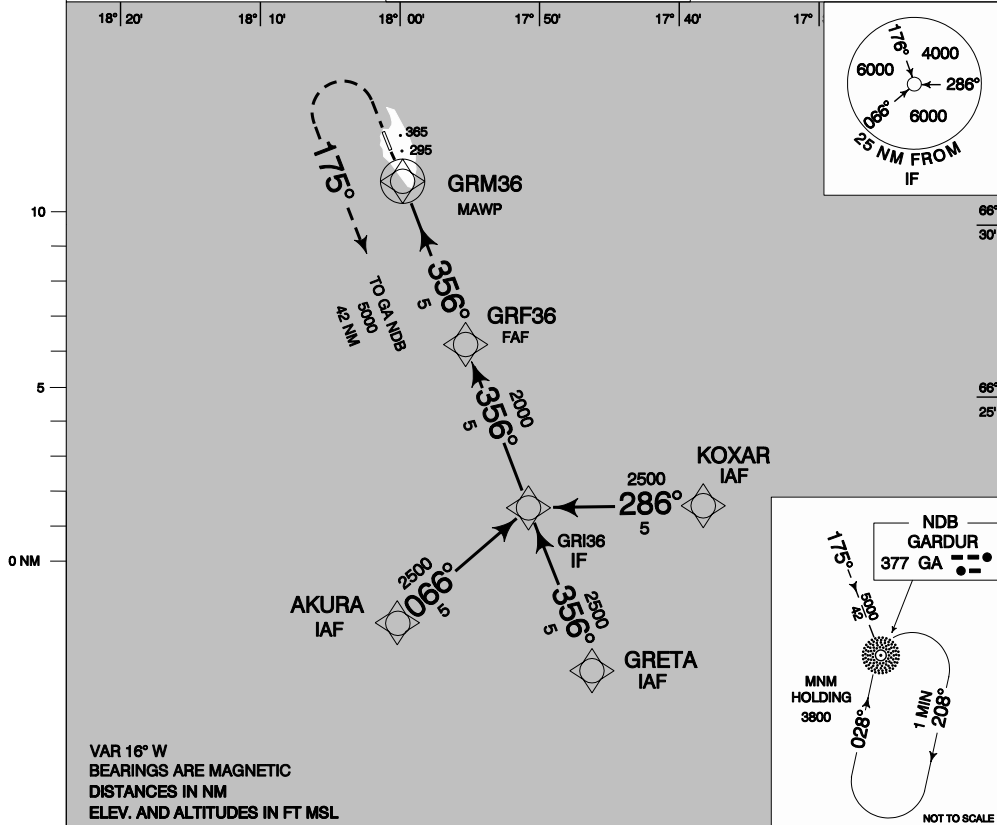 18° 20'
18° 10'
18° 00'
17° 50'
17° 40'
17°
176°
4000
6000
286°
066°
6000
25 NM FROM
IF
365
295
GRM36
MAWP
175°
10
66°
30'
356°
5
TO GA NDB
5000
42 NM
GRF36
FAF
5
66°
25'
2000
356°
5
KOXAR
IAF
2500
286°
5
GRI36
IF
0 NM
2500
066°
5
AKURA
IAF
2500
356°
5
GRETA
IAF
NDB
GARDUR
377 GA
175°
5000
42
MNM
HOLDING
3800
028°
1 MIN
208°
NOT TO SCALE
VAR 16° W
BEARINGS ARE MAGNETIC
DISTANCES IN NM
ELEV. AND ALTITUDES IN FT MSL